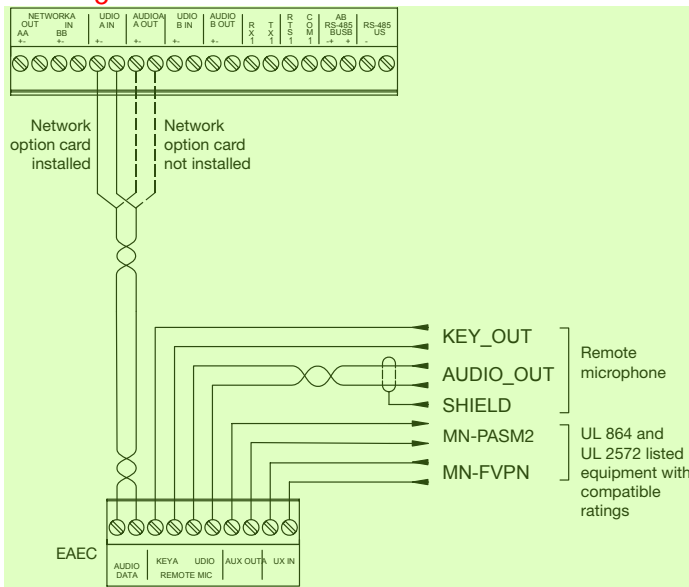 NETWORKA UDIO AUDIOA UDIO AUDIO R T R C AB
OUT IN A IN A OUT B IN B OUT X X T O RS-485 RS-485
AA BB 1 1 S M BUSB US
+- +- +- +- +- +- 1 1 -+ + -
Network option card installed
Network option card not installed
KEY_OUT
AUDIO_OUT
SHIELD
Remote
microphone
MN-PASM2
MN-FVPN
UL 864 and
UL 2572 listed
equipment with
compatible
ratings
EAEC
AUDIO DATA
KEYA UDIO
REMOTE MIC
AUX OUTA UX IN